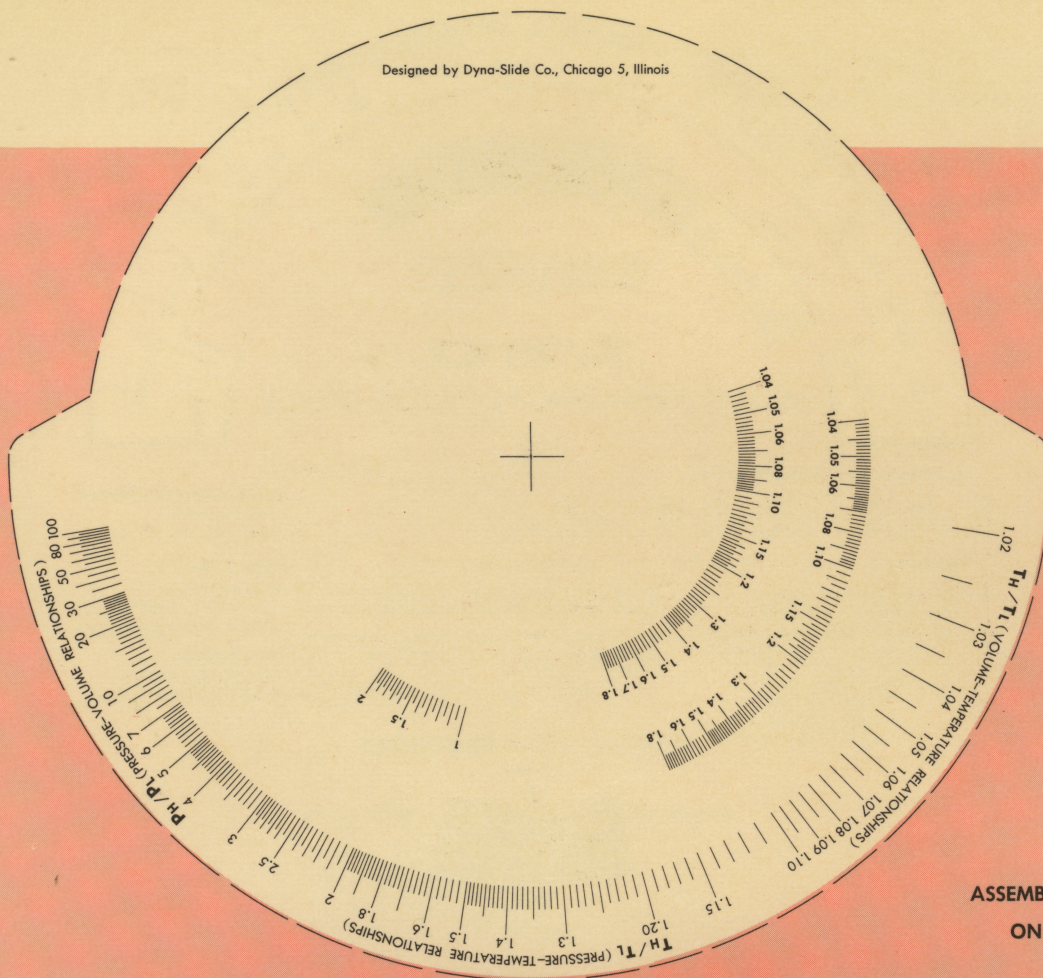 Designed by Dyna-Slide Co., Chicago 5, Illinois
1.04 1.05 1.06 1.08 1.10 1.15 1.2 1.3 1.4 1.5 1.6 1.7 1.8
1.04 1.05 1.06 1.08 1.10 1.15 1.2 1.3 1.4 1.5 1.6 1.8
1 1.5 2
1.02 1.03 1.04 1.05 1.06 1.07 1.08 1.09 1.10 1.15 1.20 1.3 1.4 1.5 1.6 1.8 2 2.5 3 4 5 6 7 10 20 30 50 80 100
TH/TL (VOLUME-TEMPERATURE RELATIONSHIPS)
TH/TL (PRESSURE-TEMPERATURE RELATIONSHIPS)
PH/PL (PRESSURE-VOLUME RELATIONSHIPS)
ASSEMB
ON